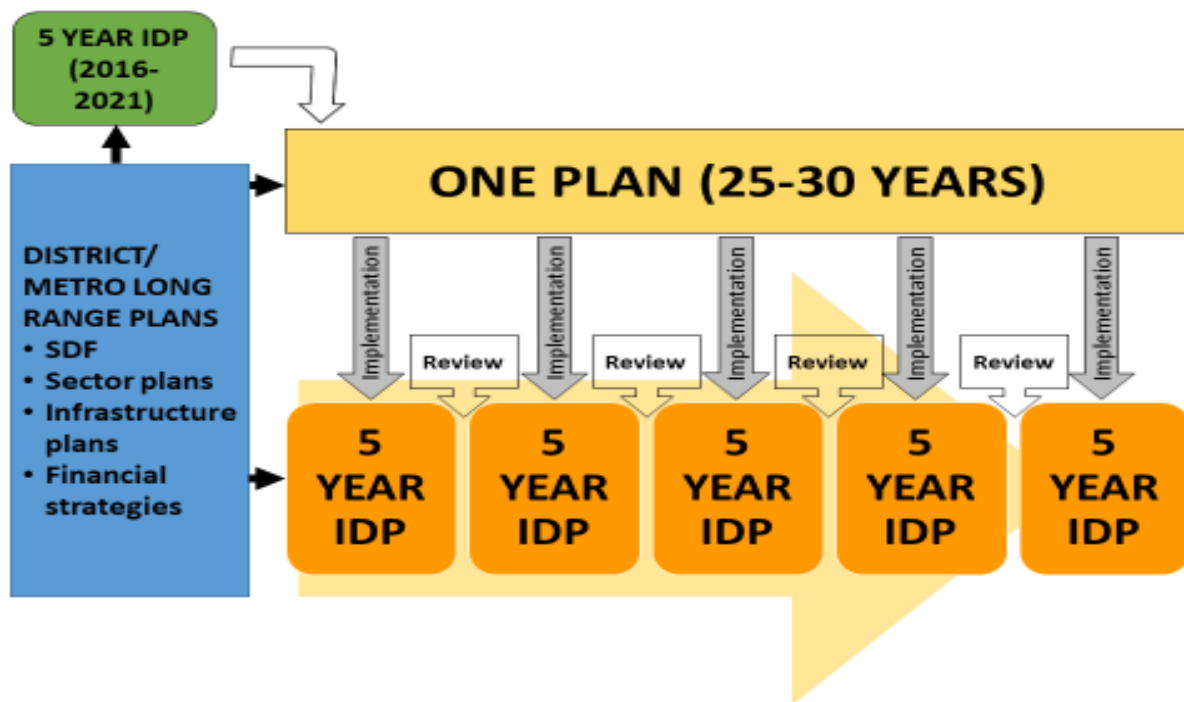 5 YEAR IDP
(2016-
2021)
ONE PLAN (25-30 YEARS)
DISTRICT/
METRO LONG
RANGE PLANS
• SDF
• Sector plans
• Infrastructure
plans
• Financial
strategies
Implementation
Implementation
Implementation
Implementation
Implementation
Review
Review
Review
Review
5
YEAR
IDP
5
YEAR
IDP
5
YEAR
IDP
5
YEAR
IDP
5
YEAR
IDP